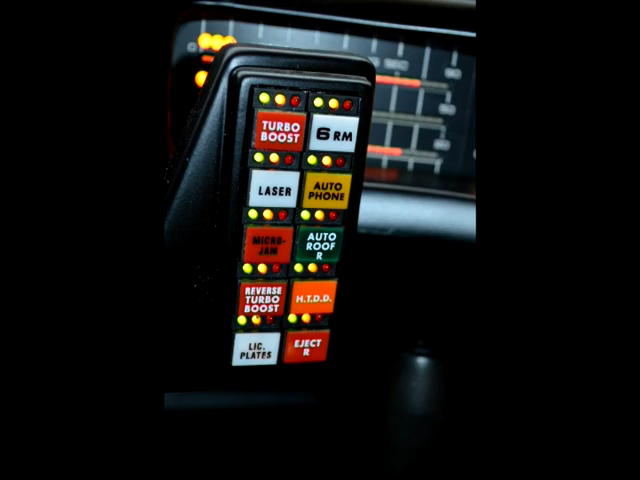 TURBO
BOOST
6 RM
LASER
AUTO
PHONE
MICRO-
JAM
AUTO
ROOF
R
REVERSE
TURBO
BOOST
H.T.D.D.
LIC.
PLATES
EJECT
R